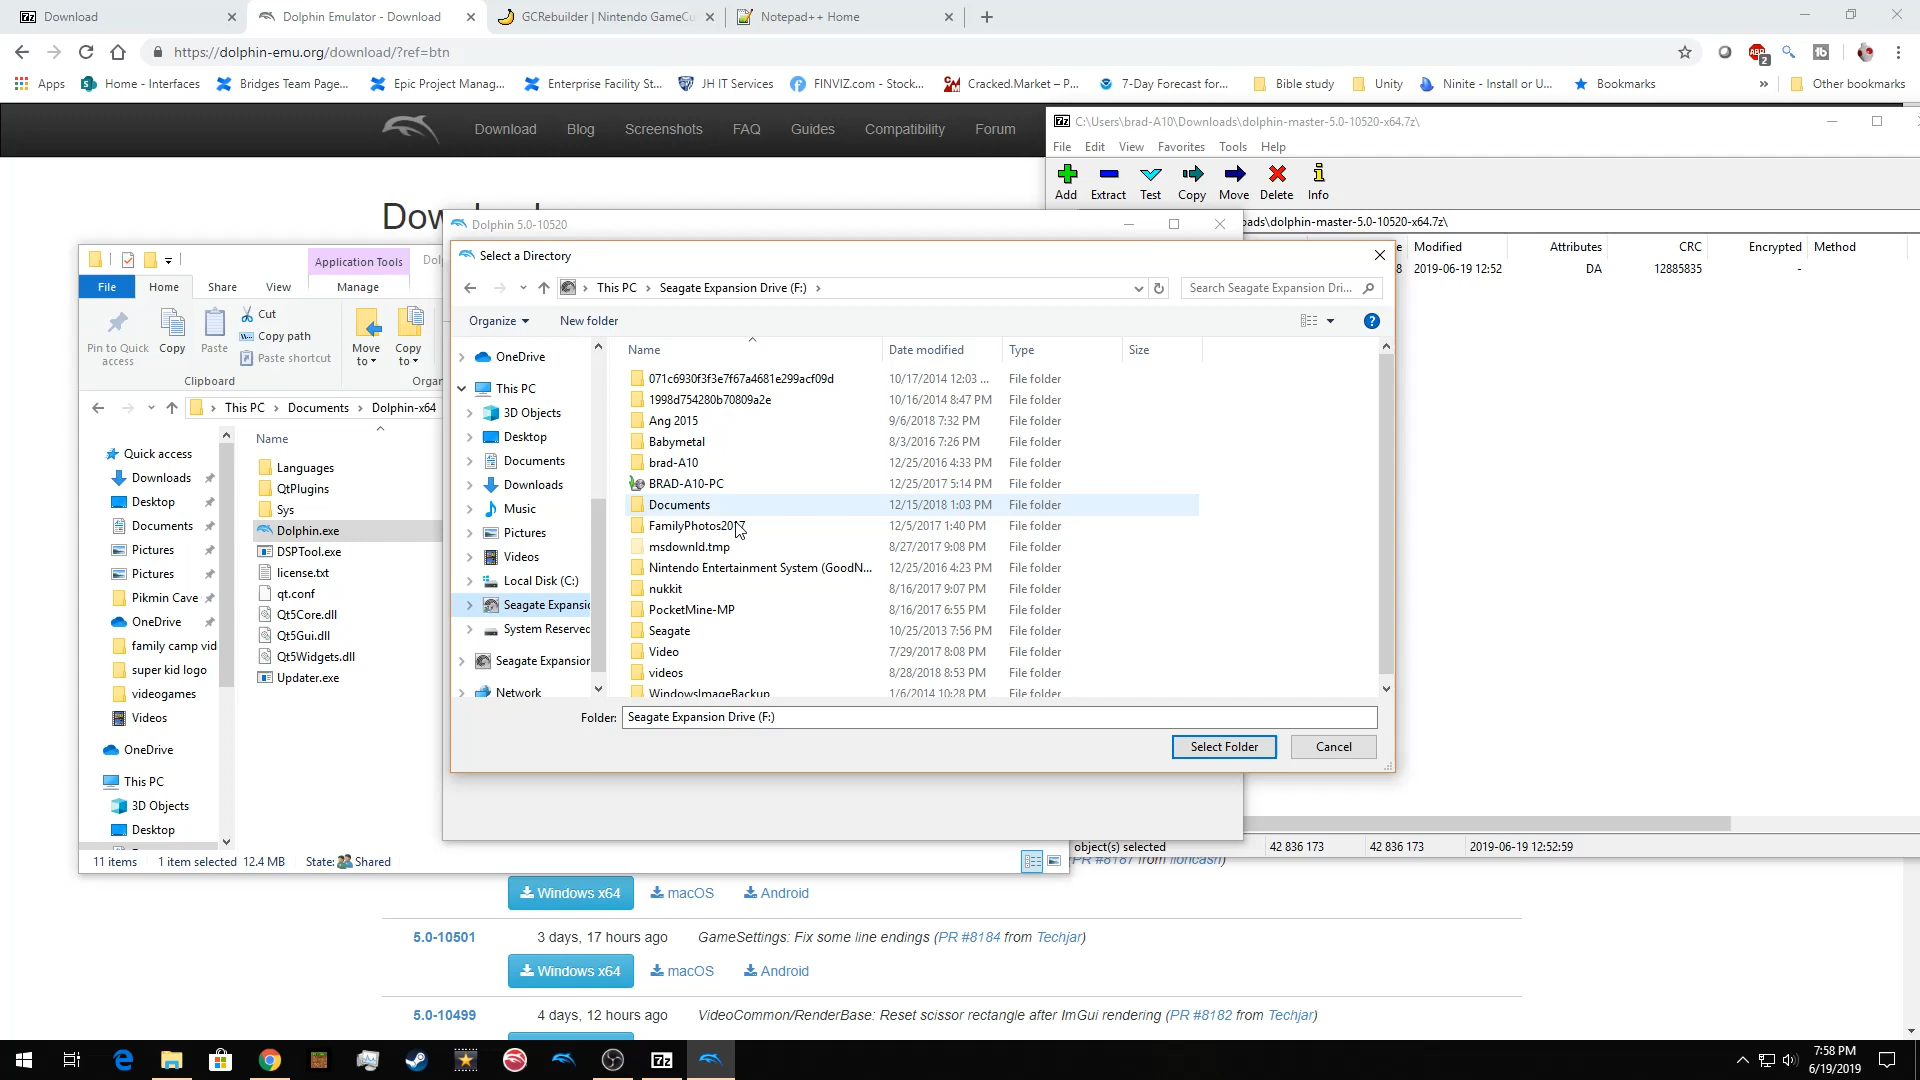 Download
Dolphin Emulator - Download
GCRebuilder | Nintendo GameCu
Notepad++ Home
https://dolphin-emu.org/download/?ref=btn
Apps
Home - Interfaces
Bridges Team Page...
Epic Project Manag...
Enterprise Facility St...
JH IT Services
FINVIZ.com - Stock...
Cracked.Market – P...
7-Day Forecast for...
Bible study
Unity
Ninite - Install or U...
Bookmarks
»
Other bookmarks
Download Blog Screenshots FAQ Guides Compatibility Forum
C:\Users\brad-A10\Downloads\dolphin-master-5.0-10520-x64.7z\
File Edit View Favorites Tools Help
Add Extract Test Copy Move Delete Info
ads\dolphin-master-5.0-10520-x64.7z\
Modified Attributes CRC Encrypted Method
8 2019-06-19 12:52 DA 12885835 -
object(s) selected 42 836 173 42 836 173 2019-06-19 12:52:59
Dolphin 5.0-10520
Select a Directory
This PC › Seagate Expansion Drive (F:) ›
Search Seagate Expansion Dri...
Organize New folder
Name Date modified Type Size
071c6930f3f3e7f67a4681e299acf09d 10/17/2014 12:03 ... File folder
1998d754280b70809a2e 10/16/2014 8:47 PM File folder
Ang 2015 9/6/2018 7:32 PM File folder
Babymetal 8/3/2016 7:26 PM File folder
brad-A10 12/25/2016 4:33 PM File folder
BRAD-A10-PC 12/25/2017 5:14 PM File folder
Documents 12/15/2018 1:03 PM File folder
FamilyPhotos2017 12/5/2017 1:40 PM File folder
msdownld.tmp 8/27/2017 9:08 PM File folder
Nintendo Entertainment System (GoodN... 12/25/2016 4:23 PM File folder
nukkit 8/16/2017 9:07 PM File folder
PocketMine-MP 8/16/2017 6:55 PM File folder
Seagate 10/25/2013 7:56 PM File folder
Video 7/29/2017 8:08 PM File folder
videos 8/28/2018 8:53 PM File folder
WindowsImageBackup 1/6/2014 10:28 PM File folder
OneDrive
This PC
3D Objects
Desktop
Documents
Downloads
Music
Pictures
Videos
Local Disk (C:)
Seagate Expansio
System Reserved
Seagate Expansion
Network
Folder: Seagate Expansion Drive (F:)
Select Folder Cancel
Application Tools
Dol
File Home Share View Manage
Pin to Quick access
Copy
Paste
Cut
Copy path
Paste shortcut
Move to
Copy to
Clipboard
Organ
This PC › Documents › Dolphin-x64
Name
Quick access
Downloads
Desktop
Documents
Pictures
Pictures
Pikmin Cave
OneDrive
family camp vid
super kid logo
videogames
Videos
OneDrive
This PC
3D Objects
Desktop
Languages
QtPlugins
Sys
Dolphin.exe
DSPTool.exe
license.txt
qt.conf
Qt5Core.dll
Qt5Gui.dll
Qt5Widgets.dll
Updater.exe
11 items 1 item selected 12.4 MB State: Shared
Windows x64 macOS Android
5.0-10501 3 days, 17 hours ago GameSettings: Fix some line endings (PR #8184 from Techjar)
Windows x64 macOS Android
5.0-10499 4 days, 12 hours ago VideoCommon/RenderBase: Reset scissor rectangle after ImGui rendering (PR #8182 from Techjar)
7:58 PM
6/19/2019